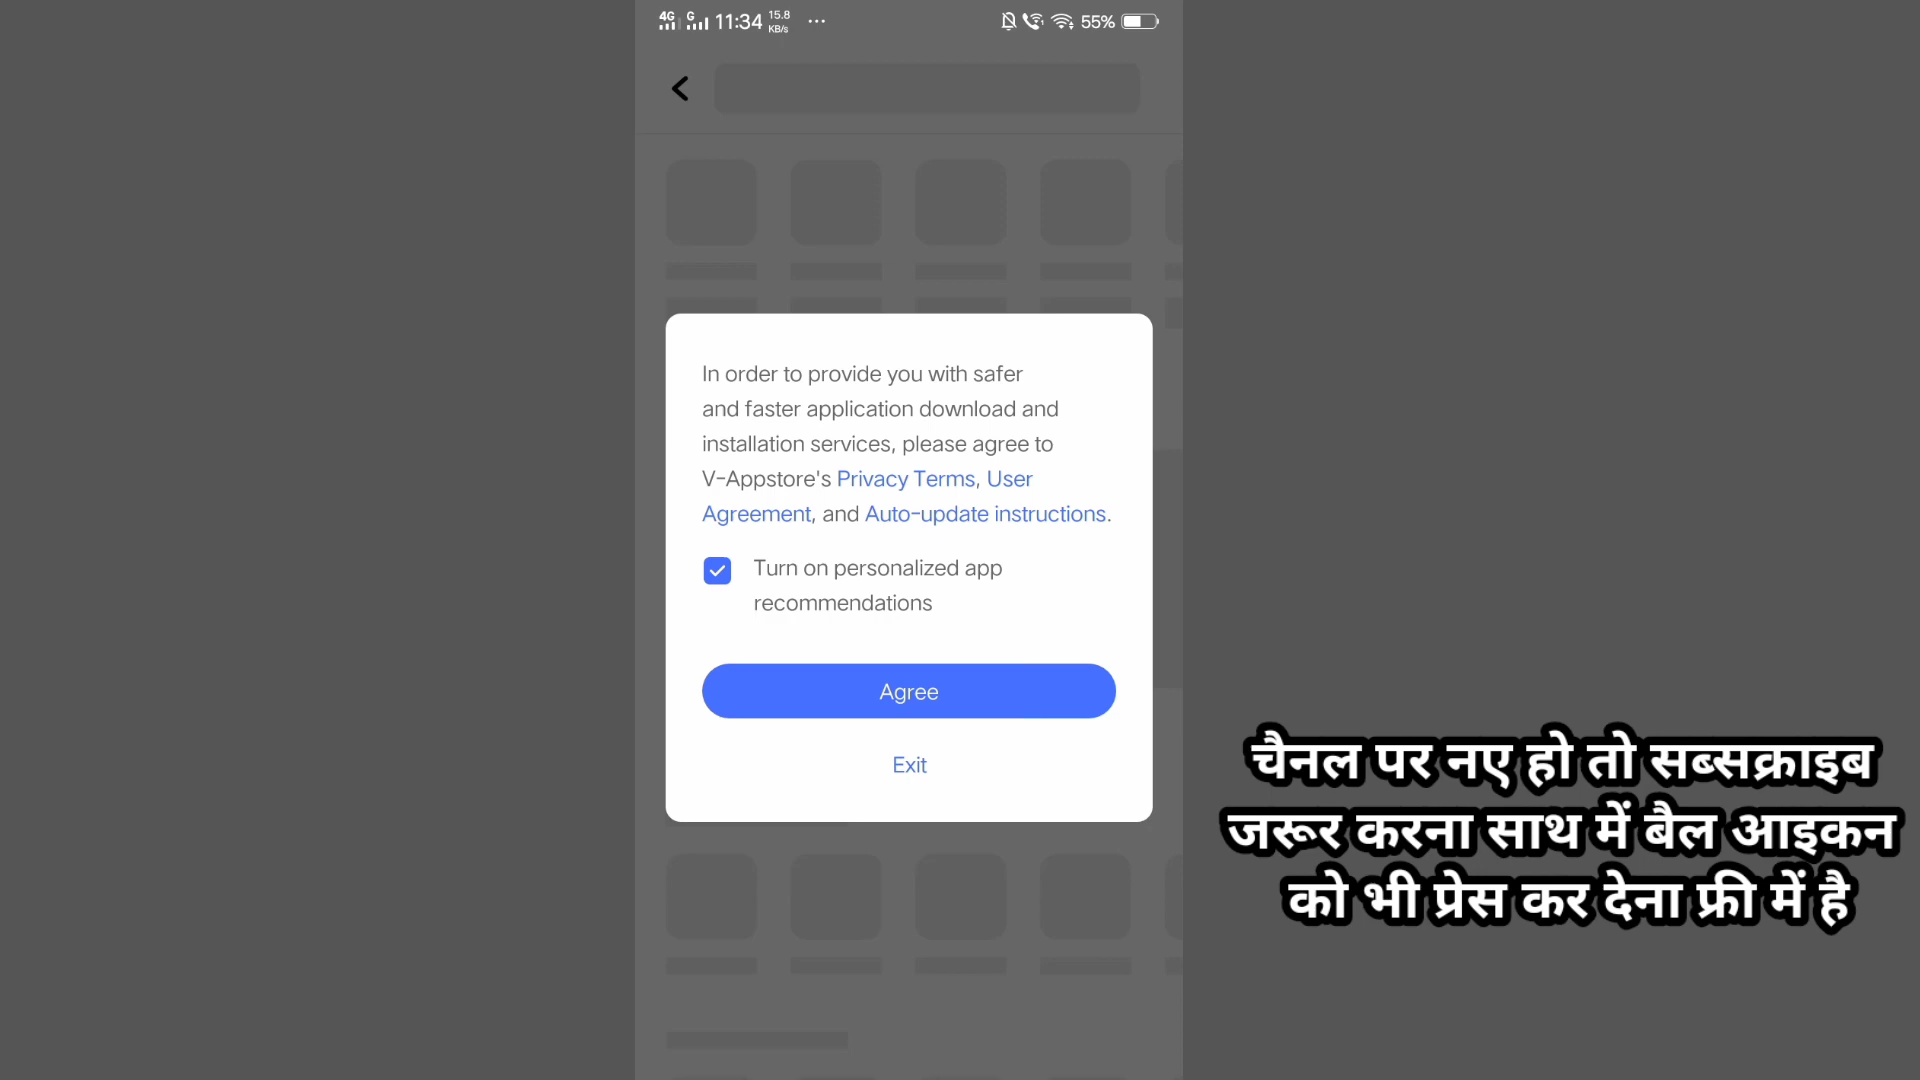 4G G 11:34 15.8 KB/s ... 55%
In order to provide you with safer
and faster application download and
installation services, please agree to
V-Appstore's Privacy Terms, User
Agreement, and Auto-update instructions.
Turn on personalized app
recommendations
Agree
Exit
चैनल पर नए हो तो सब्सक्राइब
जरूर करना साथ में बैल आइकन
को भी प्रेस कर देना फ्री में है